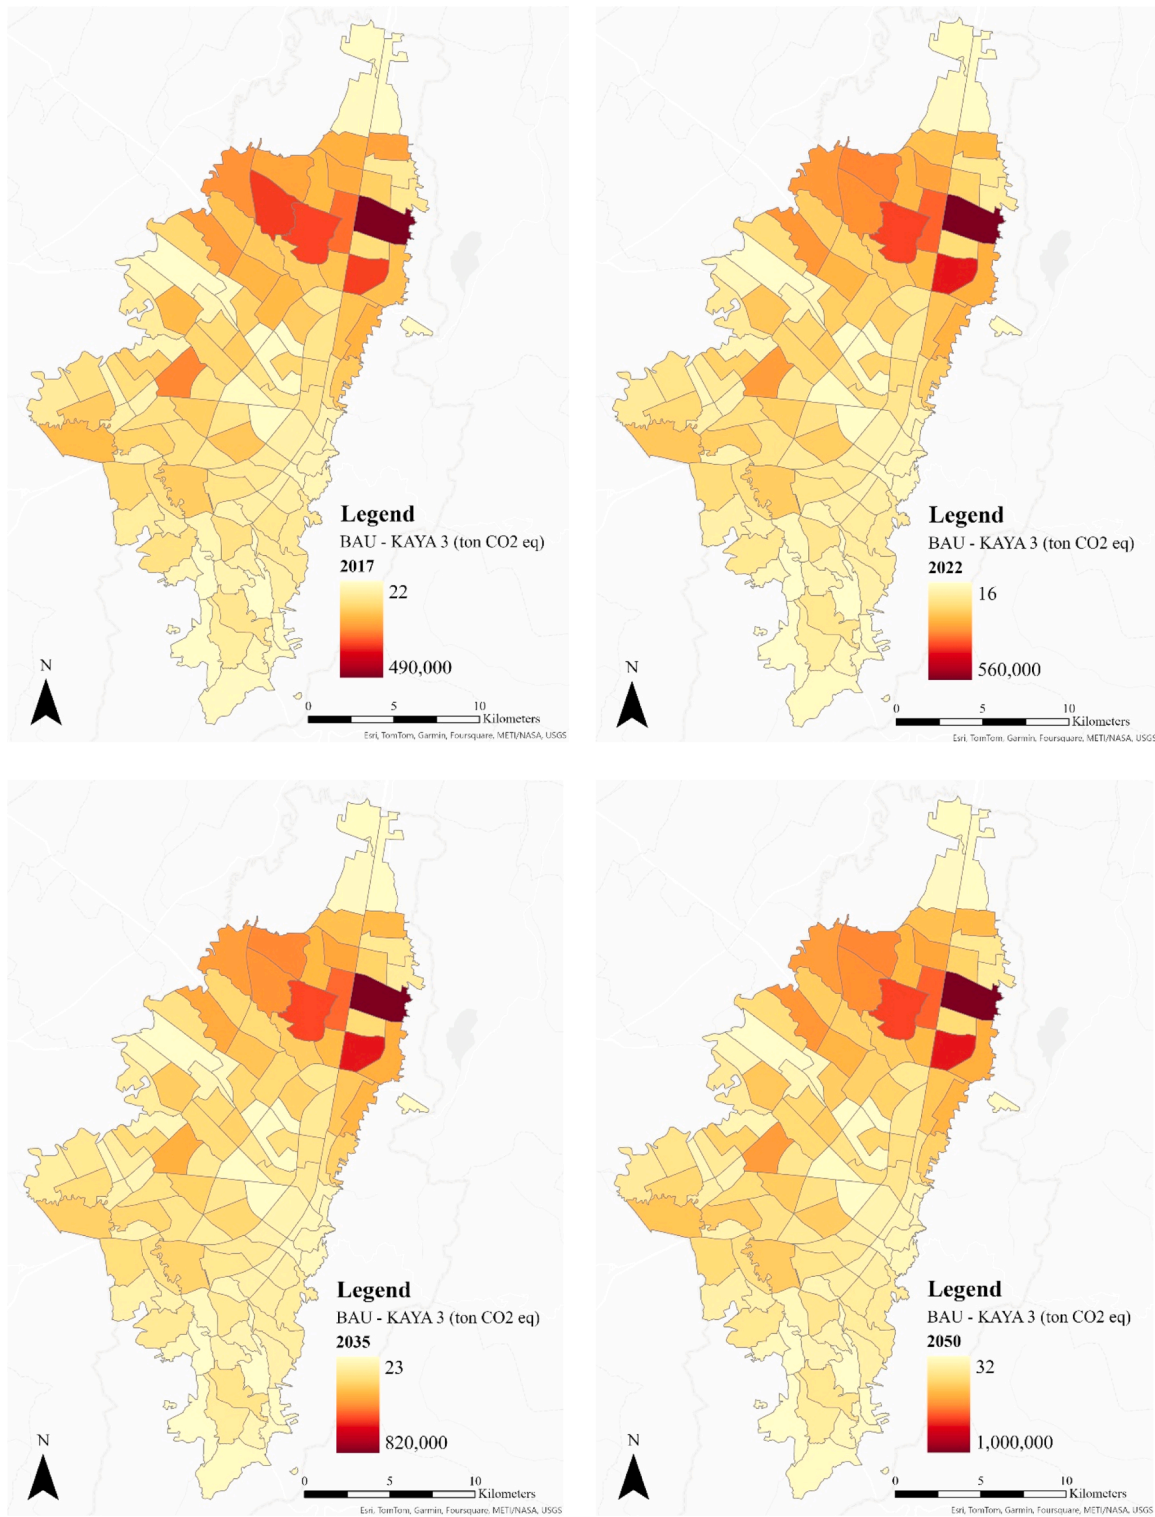 Legend
BAU - KAYA 3 (ton CO2 eq)
2017
22
490,000
N
0 5 10
Kilometers
Esri, TomTom, Garmin, Foursquare, METI/NASA, USGS
Legend
BAU - KAYA 3 (ton CO2 eq)
2022
16
560,000
N
0 5 10
Kilometers
Esri, TomTom, Garmin, Foursquare, METI/NASA, USGS
Legend
BAU - KAYA 3 (ton CO2 eq)
2035
23
820,000
N
0 5 10
Kilometers
Esri, TomTom, Garmin, Foursquare, METI/NASA, USGS
Legend
BAU - KAYA 3 (ton CO2 eq)
2050
32
1,000,000
N
0 5 10
Kilometers
Esri, TomTom, Garmin, Foursquare, METI/NASA, USGS